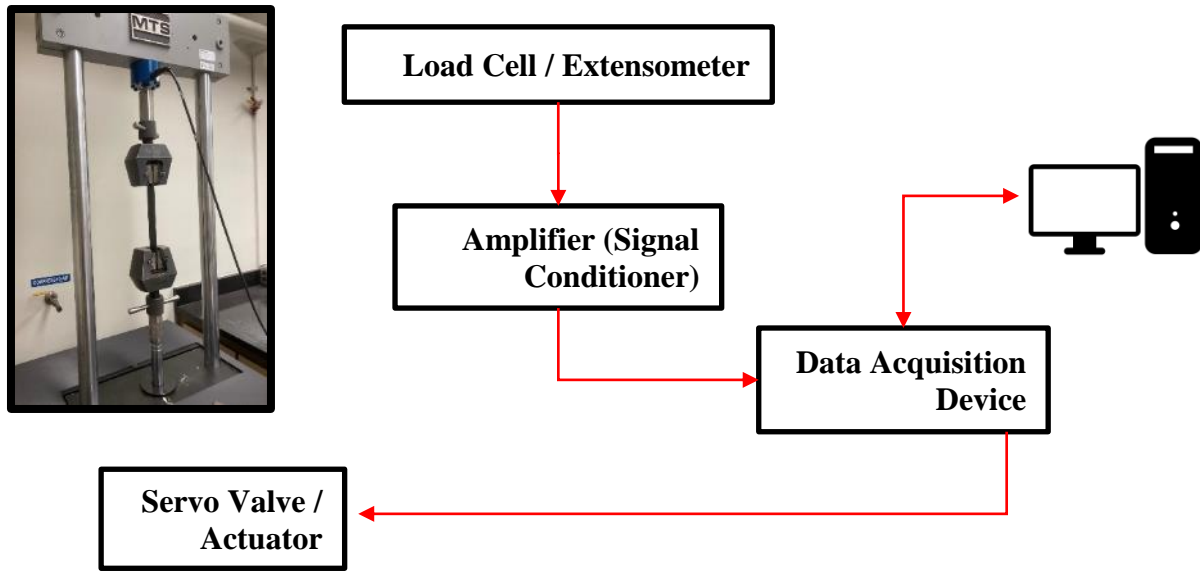 MTS
Load Cell / Extensometer
Amplifier (Signal
Conditioner)
Data Acquisition
Device
Servo Valve /
Actuator